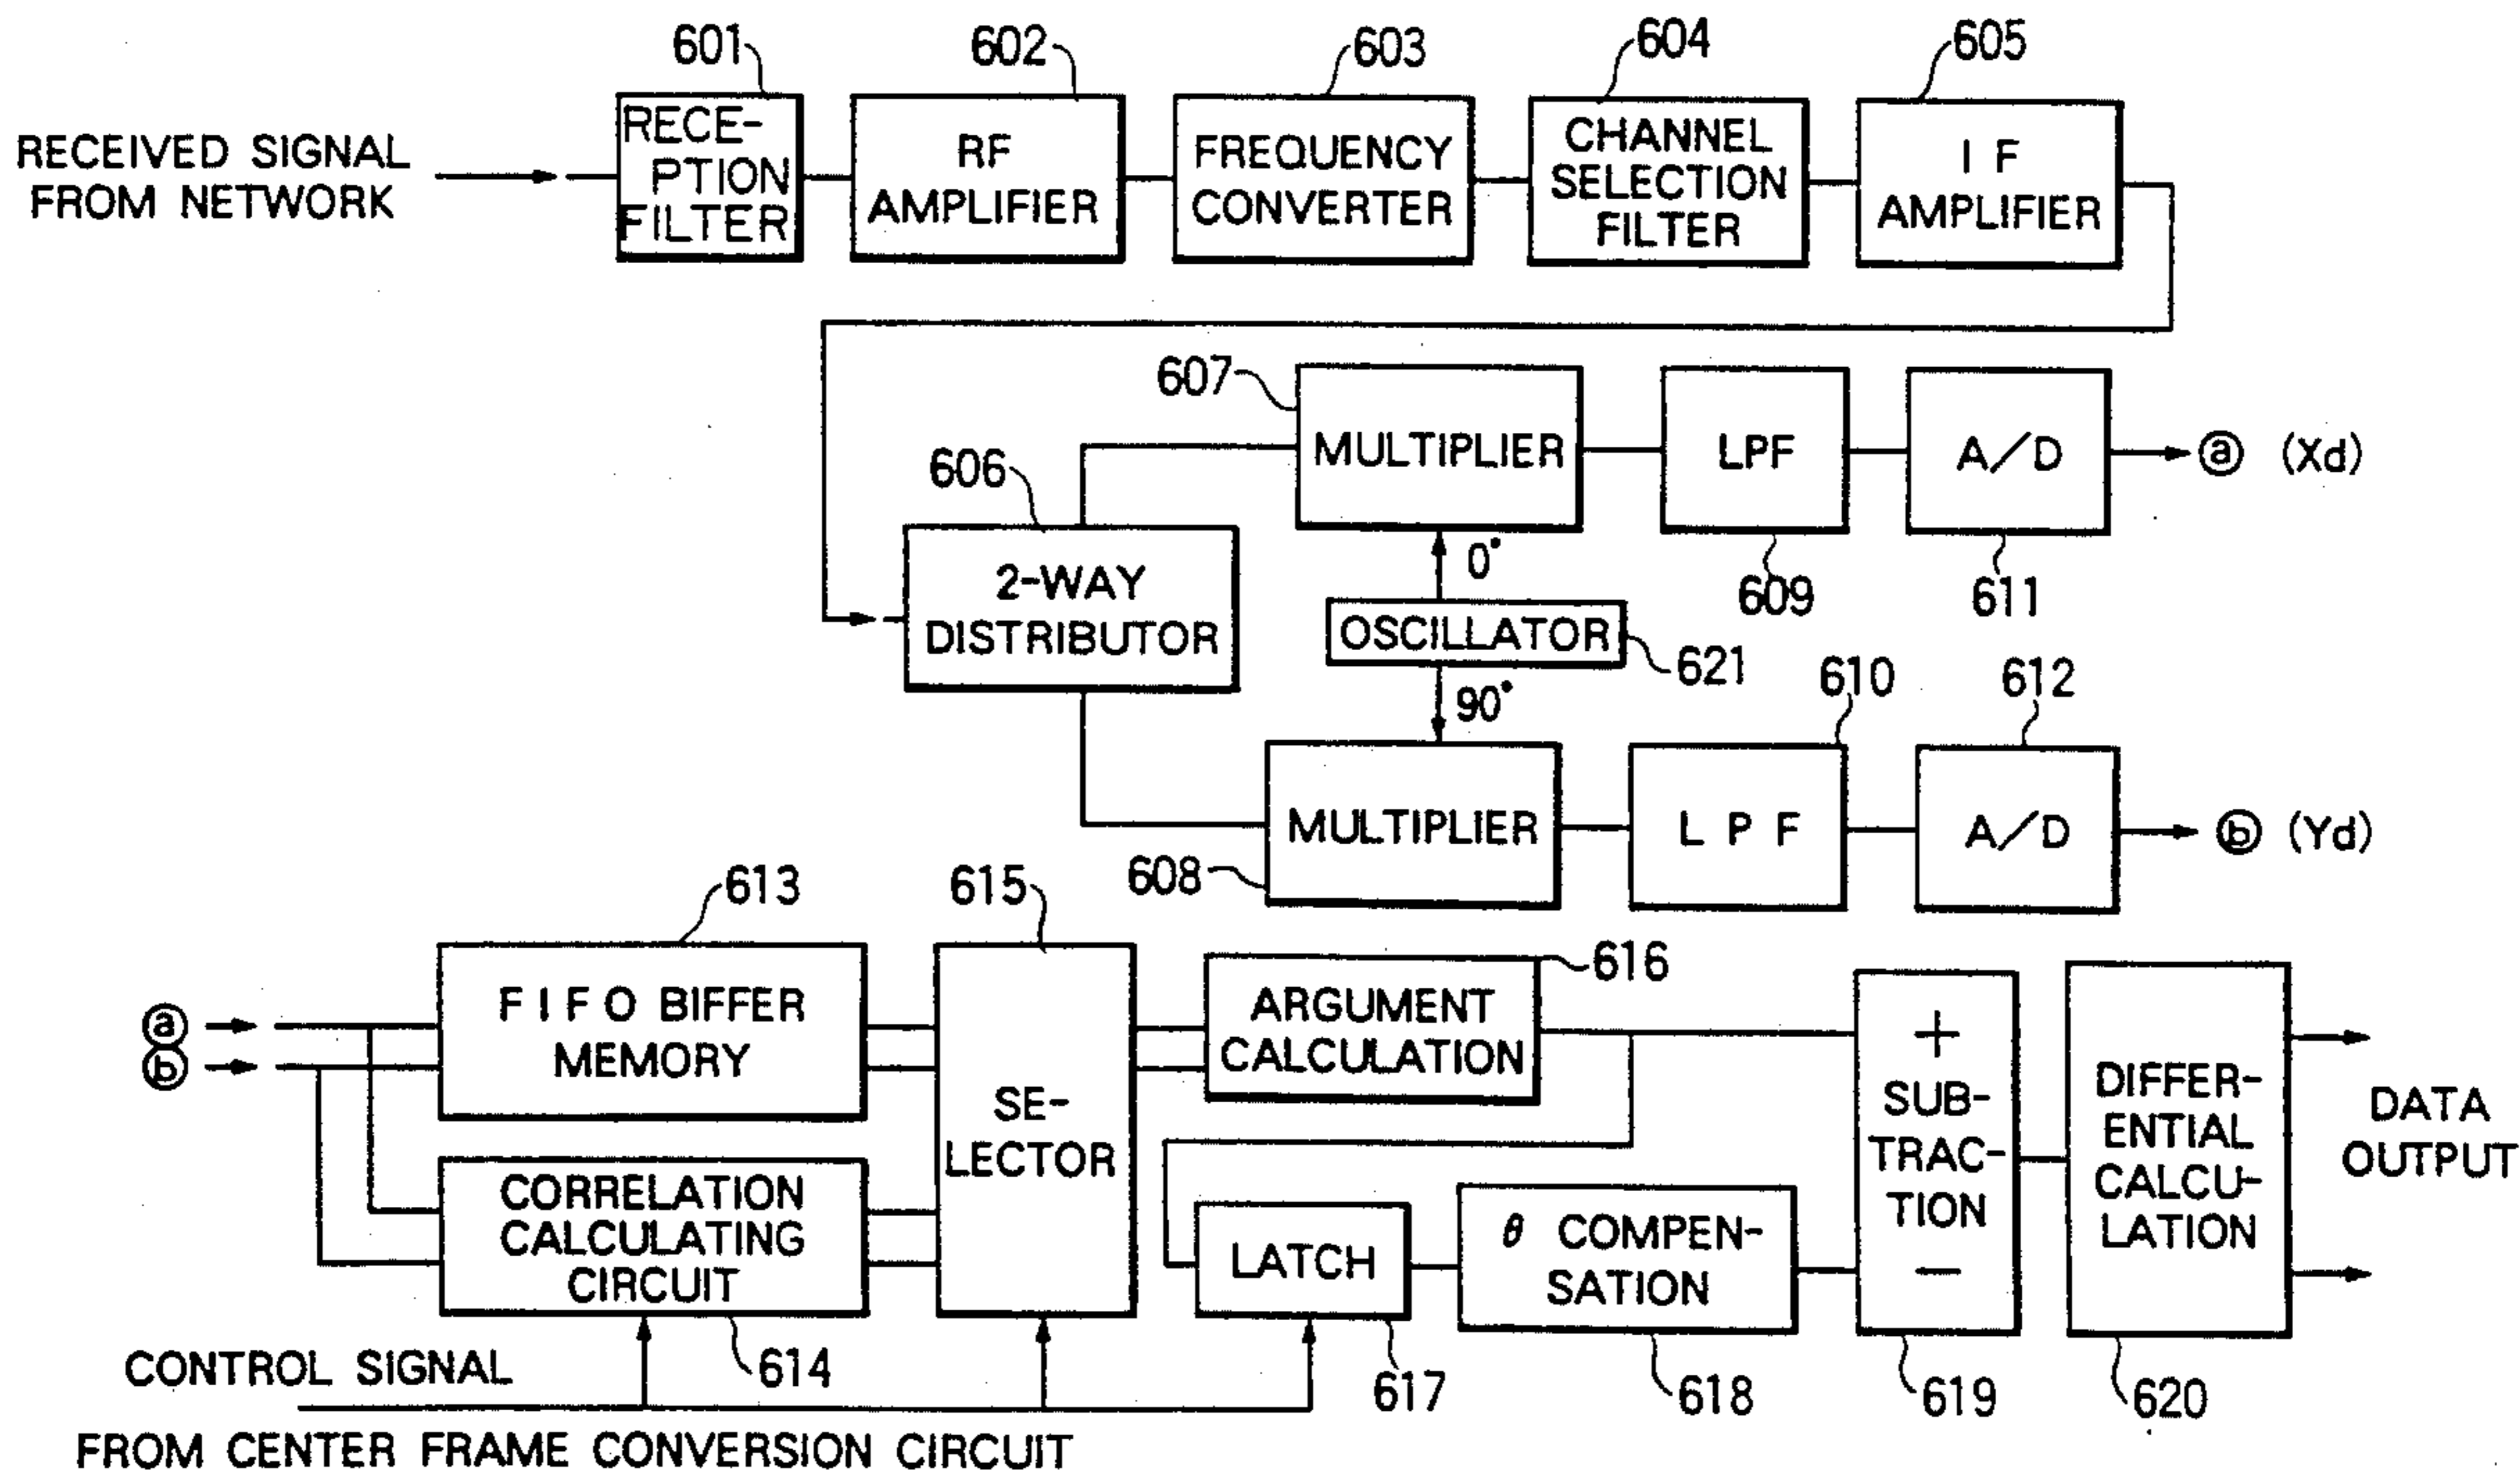 601
602
603
604
605
RECEIVED SIGNAL
FROM NETWORK
RECE-
PTION
FILTER
RF
AMPLIFIER
FREQUENCY
CONVERTER
CHANNEL
SELECTION
FILTER
I F
AMPLIFIER
607
MULTIPLIER
LPF
A/D
ⓐ (Xd)
606
2-WAY
DISTRIBUTOR
0°
609
611
OSCILLATOR
621
90°
610
612
MULTIPLIER
L P F
A/D
ⓑ (Yd)
608
613
615
616
ⓐ
ⓑ
F I F O BIFFER
MEMORY
SE-
LECTOR
ARGUMENT
CALCULATION
+
SUB-
TRAC-
TION
−
DIFFER-
ENTIAL
CALCU-
LATION
DATA
OUTPUT
CORRELATION
CALCULATING
CIRCUIT
LATCH
θ COMPEN-
SATION
614
617
618
619
620
CONTROL SIGNAL
FROM CENTER FRAME CONVERSION CIRCUIT